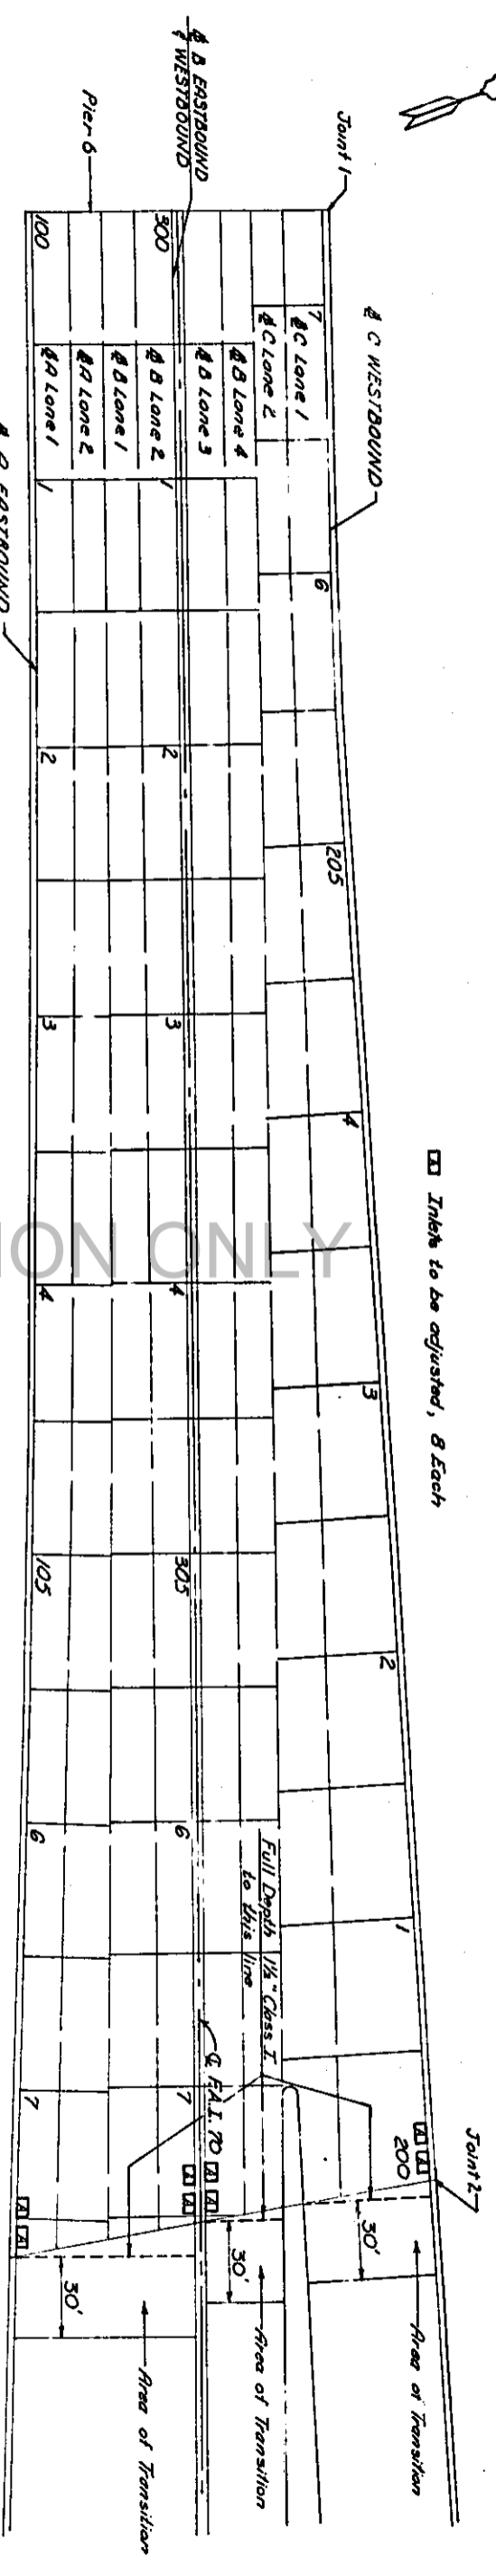 Joint 1
₵ B EASTBOUND
₵ WESTBOUND
Pier 6
₵ C WESTBOUND
100
300
7
₵ C Lane 1
₵ C Lane 2
₵ B Lane 4
₵ B Lane 3
₵ B Lane 2
₵ B Lane 1
₵ A Lane 2
₵ A Lane 1
1
1
6
2
2
205
3
3
4
4
4
3
105
305
2
6
6
1
7
7
200
A Inlets to be adjusted, 8 Each
ION ONLY
Full Depth 1½" Class I
to this line
₵ F.A.I. 70
Joint 2
A A
A A
A A
A A
30'
30'
30'
Area of Transition
Area of Transition
Area of Transition